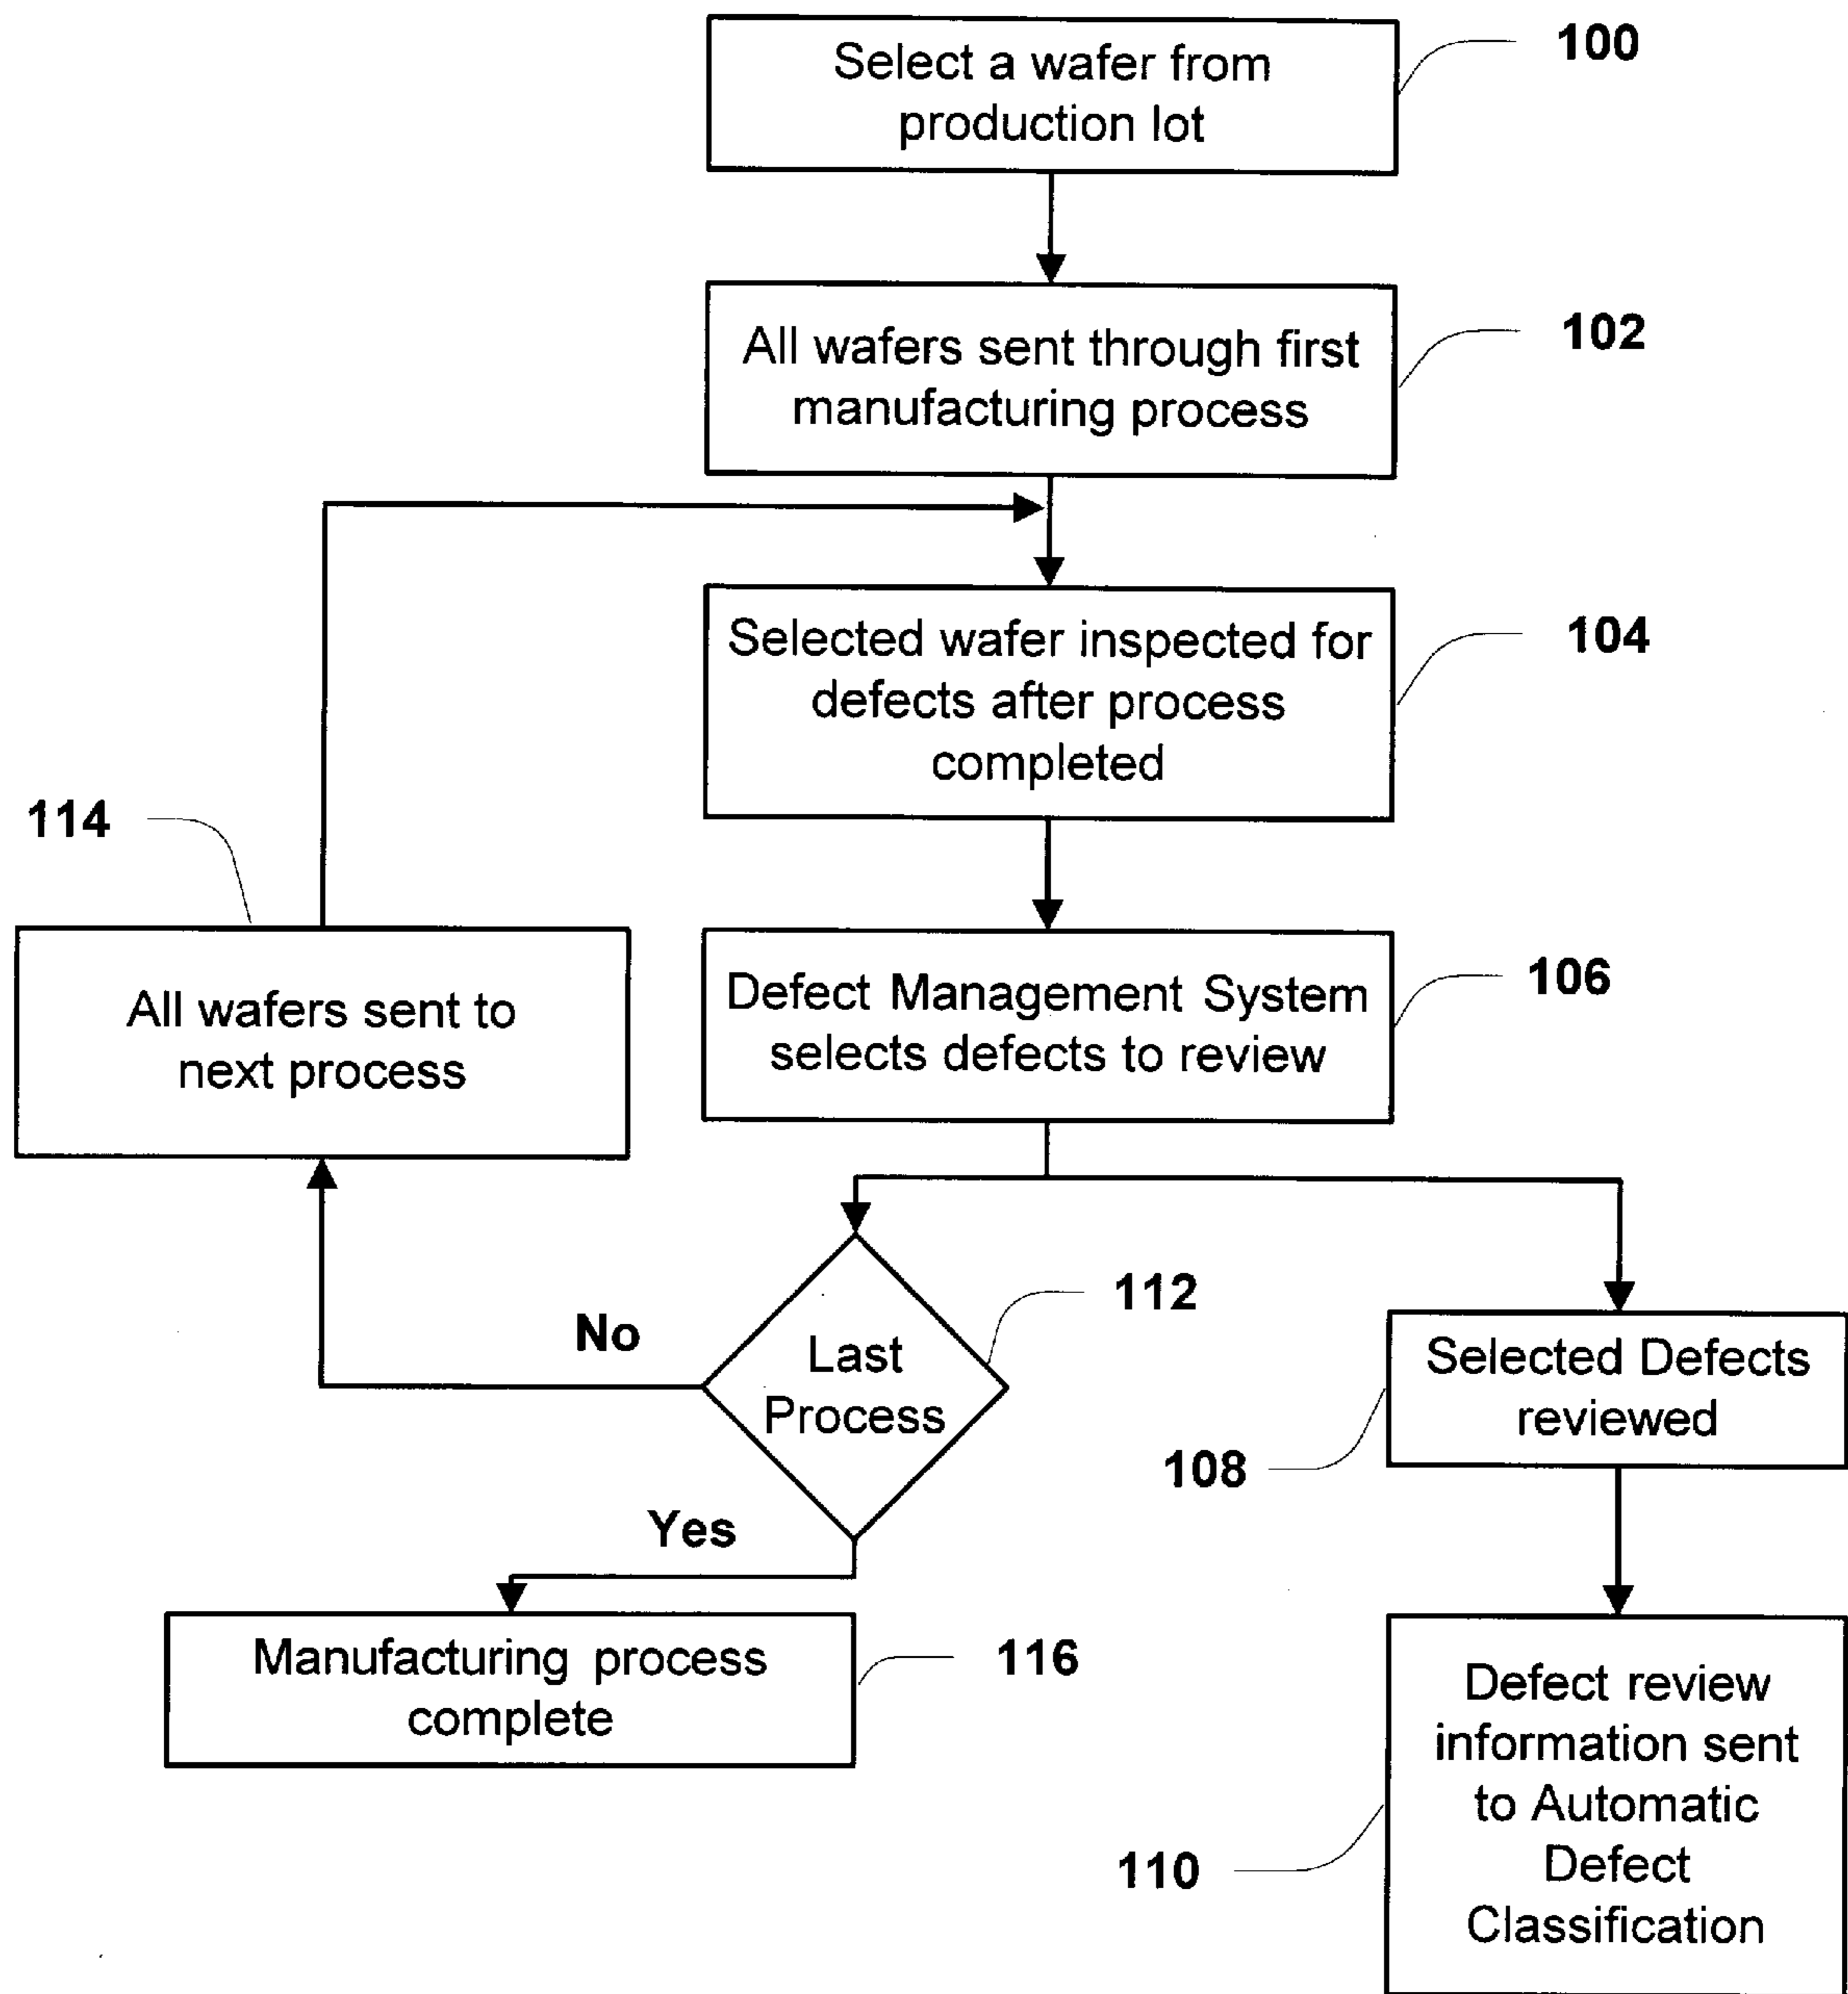 Select a wafer from
production lot
100
All wafers sent through first
manufacturing process
102
Selected wafer inspected for
defects after process
completed
104
114
All wafers sent to
next process
Defect Management System
selects defects to review
106
No
Last
Process
112
Selected Defects
reviewed
108
Yes
Manufacturing process
complete
116
Defect review
information sent
to Automatic
Defect
Classification
110